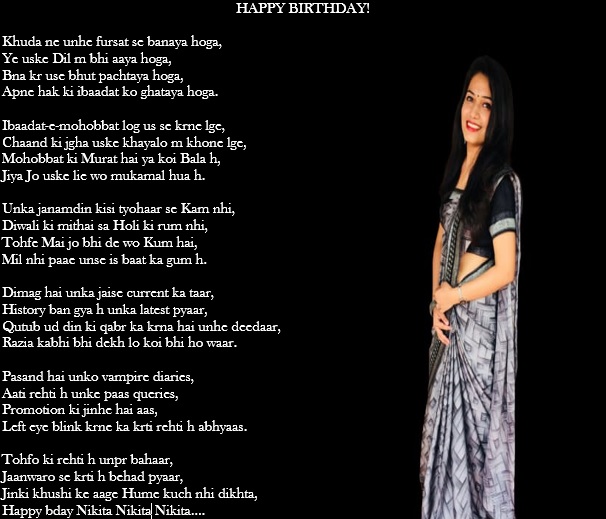 HAPPY BIRTHDAY!
Khuda ne unhe fursat se banaya hoga,
Ye uske Dil m bhi aaya hoga,
Bna kr use bhut pachtaya hoga,
Apne hak ki ibaadat ko ghataya hoga.
Ibaadat-e-mohobbat log us se krne lge,
Chaand ki jgha uske khayalo m khone lge,
Mohobbat ki Murat hai ya koi Bala h,
Jiya Jo uske lie wo mukamal hua h.
Unka janamdin kisi tyohaar se Kam nhi,
Diwali ki mithai sa Holi ki rum nhi,
Tohfe Mai jo bhi de wo Kum hai,
Mil nhi paae unse is baat ka gum h.
Dimag hai unka jaise current ka taar,
History ban gya h unka latest pyaar,
Qutub ud din ki qabr ka krna hai unhe deedaar,
Razia kabhi bhi dekh lo koi bhi ho waar.
Pasand hai unko vampire diaries,
Aati rehti h unke paas queries,
Promotion ki jinhe hai aas,
Left eye blink krne ka krti rehti h abhyaas.
Tohfo ki rehti h unpr bahaar,
Jaanwaro se krti h behad pyaar,
Jinki khushi ke aage Hume kuch nhi dikhta,
Happy bday Nikita Nikita Nikita....